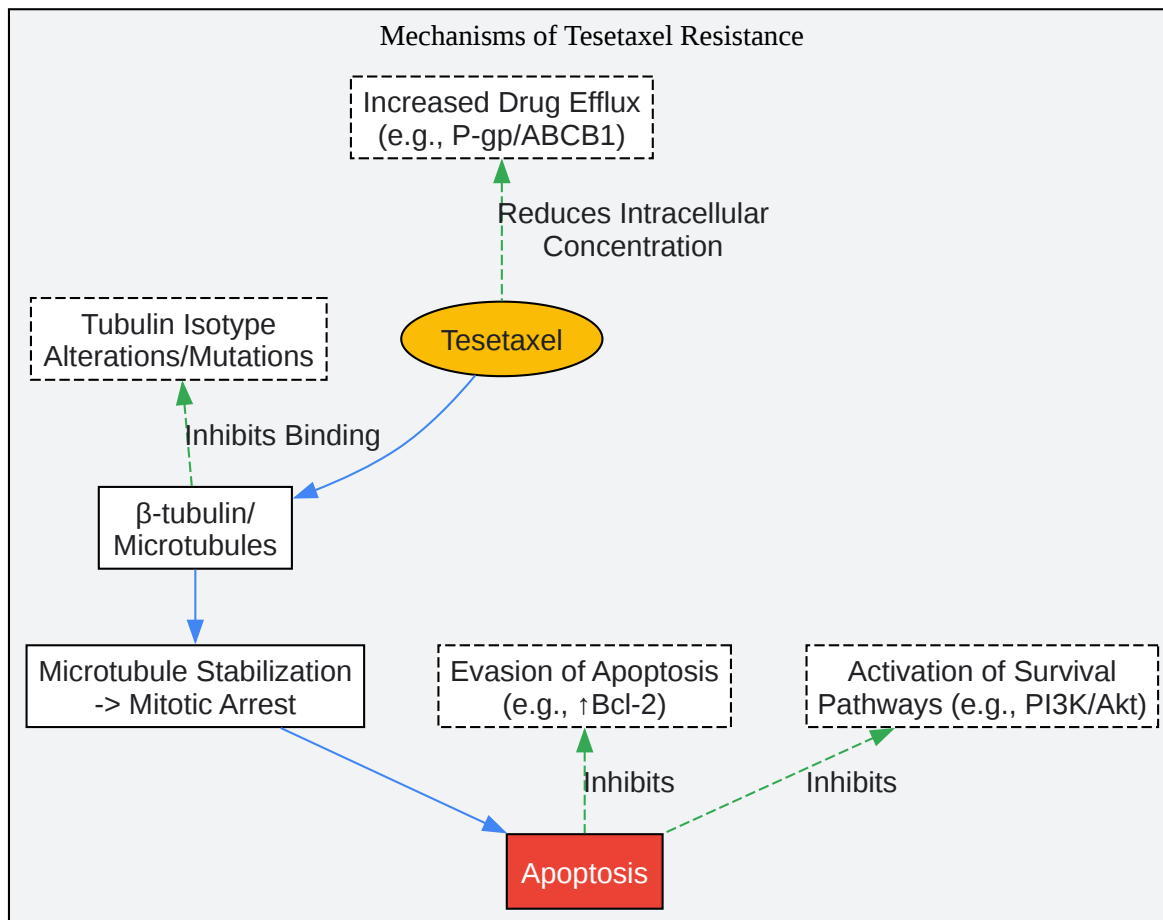 Mechanisms of Tesetaxel Resistance
Increased Drug Efflux
(e.g., P-gp/ABCB1)
Reduces Intracellular
Concentration
Tubulin Isotype
Alterations/Mutations
Tesetaxel
Inhibits Binding
β-tubulin/
Microtubules
Microtubule Stabilization
-> Mitotic Arrest
Evasion of Apoptosis
(e.g., ↑Bcl-2)
Activation of Survival
Pathways (e.g., PI3K/Akt)
Inhibits
Inhibits
Apoptosis